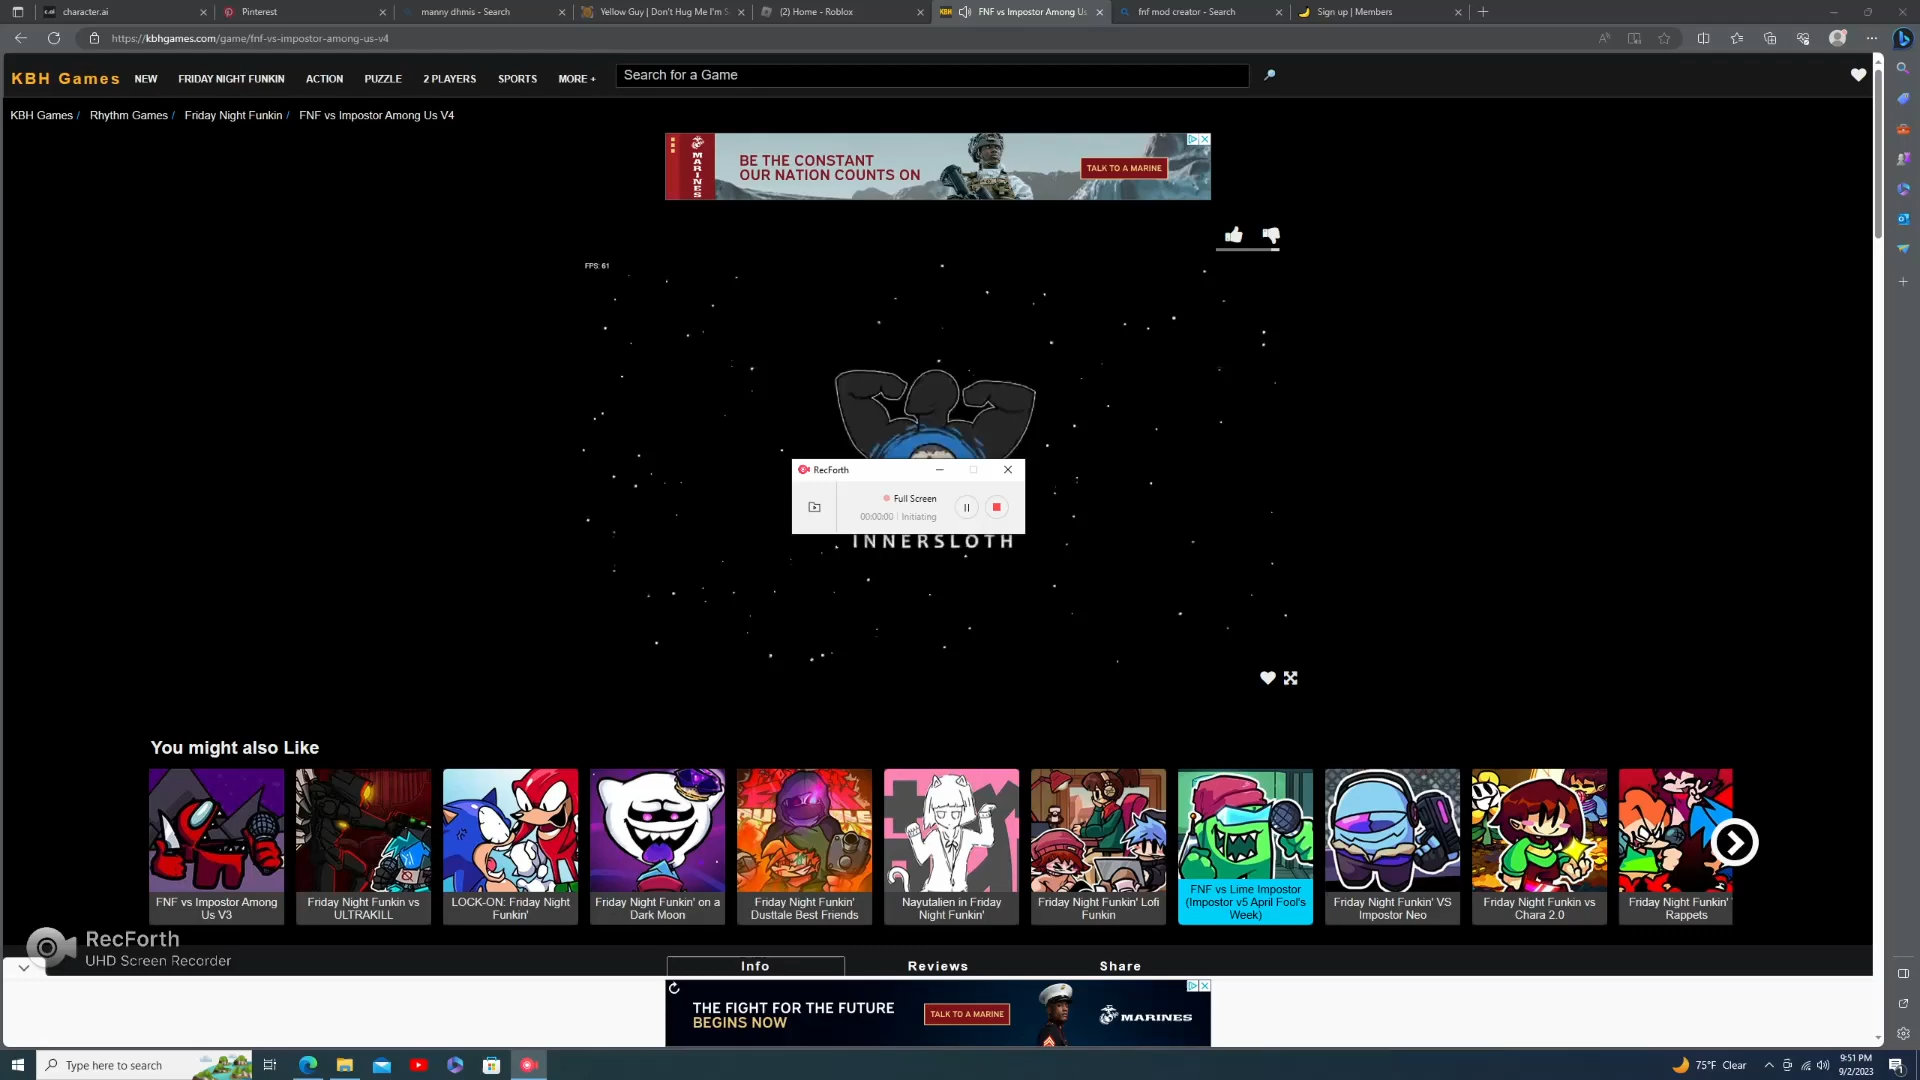 character.ai
Pinterest
manny dhmis - Search
Yellow Guy | Don't Hug Me I'm S
(2) Home - Roblox
KBH
FNF vs Impostor Among Us
fnf mod creator - Search
Sign up | Members
https://kbhgames.com/game/fnf-vs-impostor-among-us-v4
KBH Games
NEW
FRIDAY NIGHT FUNKIN
ACTION
PUZZLE
2 PLAYERS
SPORTS
MORE +
Search for a Game
KBH Games /
Rhythm Games /
Friday Night Funkin /
FNF vs Impostor Among Us V4
MARINES
BE THE CONSTANT
OUR NATION COUNTS ON
TALK TO A MARINE
FPS: 61
RecForth
Full Screen
00:00:00 | Initiating
INNERSLOTH
You might also Like
FNF vs Impostor Among
Us V3
Friday Night Funkin vs
ULTRAKILL
LOCK-ON: Friday Night
Funkin'
Friday Night Funkin' on a
Dark Moon
Friday Night Funkin'
Dusttale Best Friends
Nayutalien in Friday
Night Funkin'
Friday Night Funkin' Lofi
Funkin
FNF vs Lime Impostor
(Impostor v5 April Fool's
Week)
Friday Night Funkin' VS
Impostor Neo
Friday Night Funkin vs
Chara 2.0
Friday Night Funkin'
Rappets
RecForth
UHD Screen Recorder
Info
Reviews
Share
THE FIGHT FOR THE FUTURE
BEGINS NOW
TALK TO A MARINE
MARINES
Type here to search
75°F Clear
9:51 PM
9/2/2023